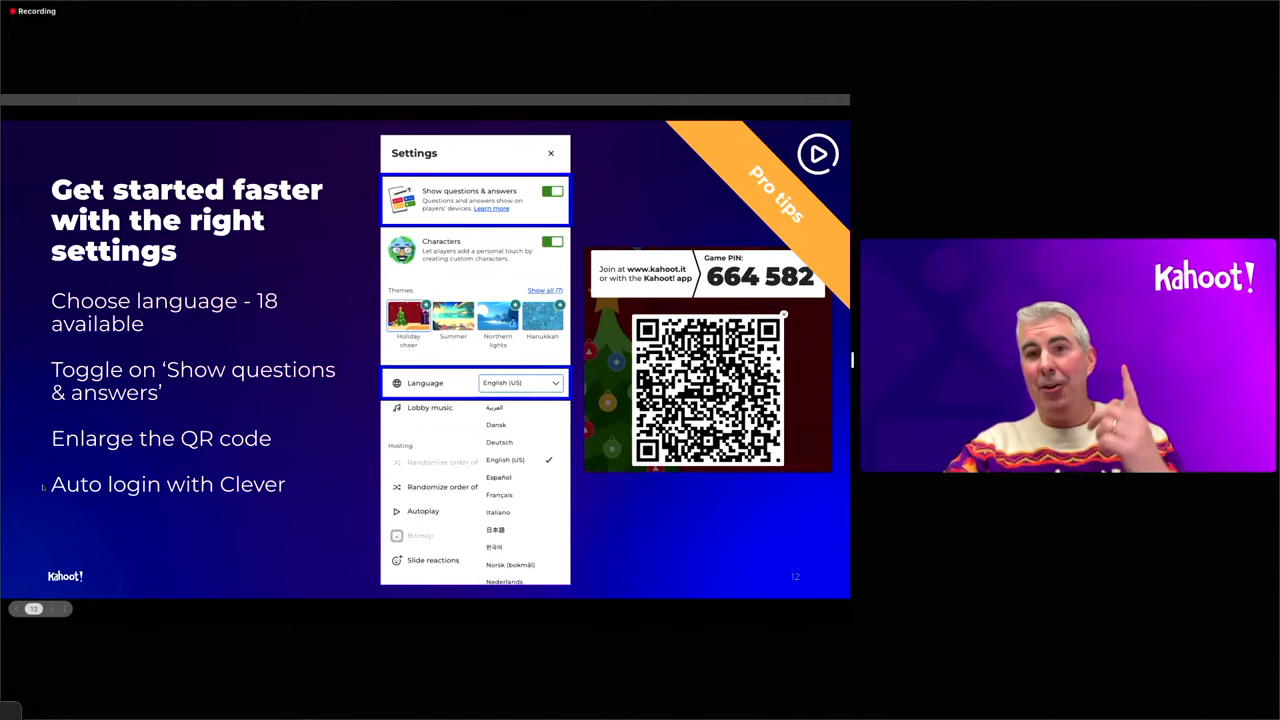 Recording
Get started faster
with the right
settings
Choose language - 18
available
Toggle on ‘Show questions
& answers’
Enlarge the QR code
Auto login with Clever
Kahoot!
Settings
Show questions & answers
Questions and answers show on
players' devices. Learn more
Characters
Let players add a personal touch by
creating custom characters.
Themes
Show all (7)
Holiday
cheer
Summer
Northern
lights
Hanukkah
Language
English (US)
Lobby music
العربية
Dansk
Deutsch
Hosting
Randomize order of
English (US)
Español
Randomize order of
Français
Autoplay
Italiano
日本語
Bitmoji
한국어
Slide reactions
Norsk (bokmål)
Nederlands
Pro tips
Join at www.kahoot.it
or with the Kahoot! app
Game PIN:
664 582
12
12
Kahoot!